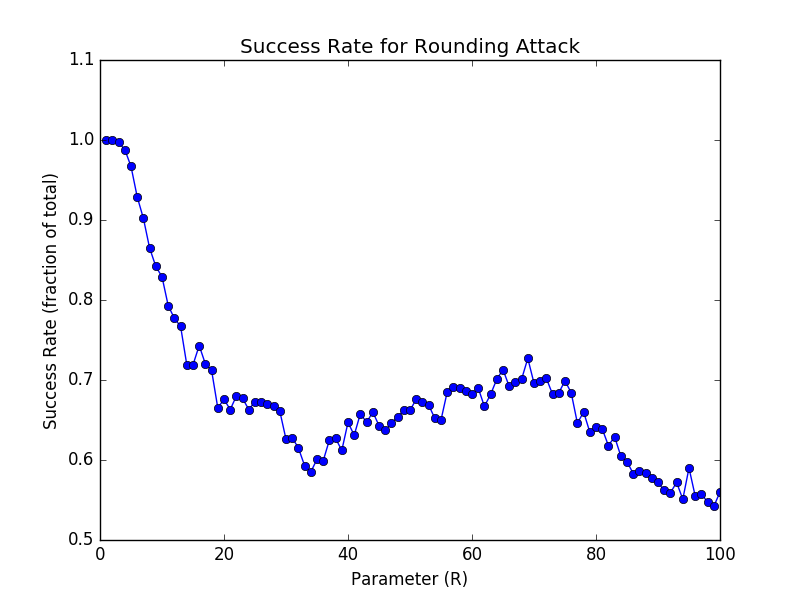 Success Rate for Rounding Attack
1.1
1.0
0.9
0.8
0.7
0.6
0.5
Success Rate (fraction of total)
0 20 40 60 80 100
Parameter (R)